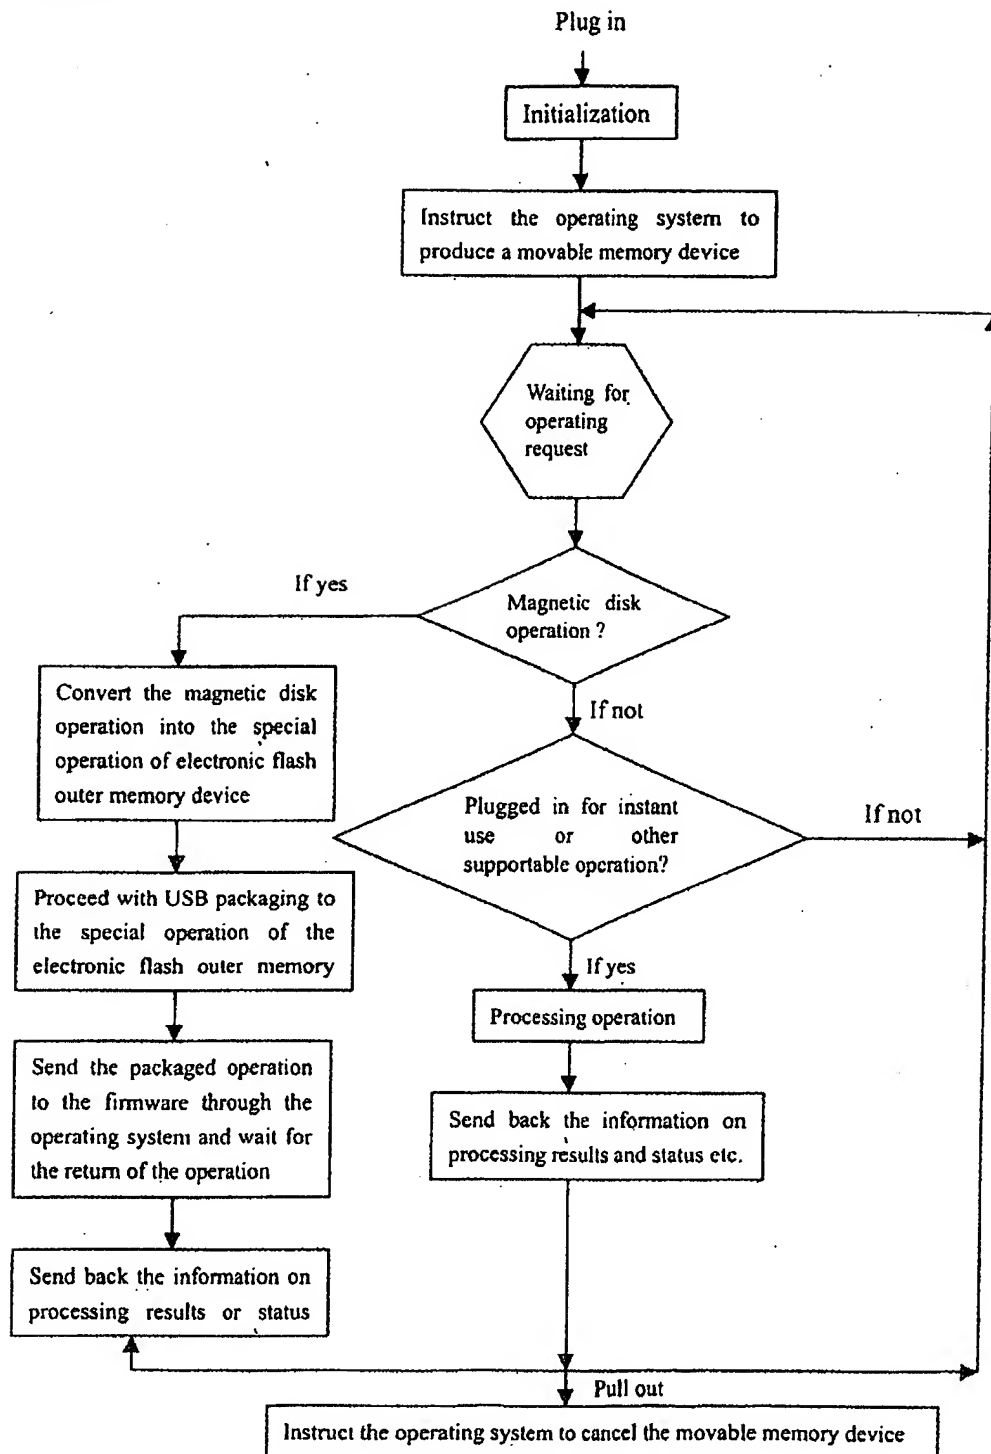 Plug in
Initialization
Instruct the operating system to
produce a movable memory device
Waiting for
operating
request
If yes
Magnetic disk
operation ?
Convert the magnetic disk
operation into the special
operation of electronic flash
outer memory device
If not
Plugged in for instant
use or other
supportable operation?
If not
Proceed with USB packaging to
the special operation of the
electronic flash outer memory
If yes
Processing operation
Send the packaged operation
to the firmware through the
operating system and wait for
the return of the operation
Send back the information on
processing results and status etc.
Send back the information on
processing results or status
Pull out
Instruct the operating system to cancel the movable memory device